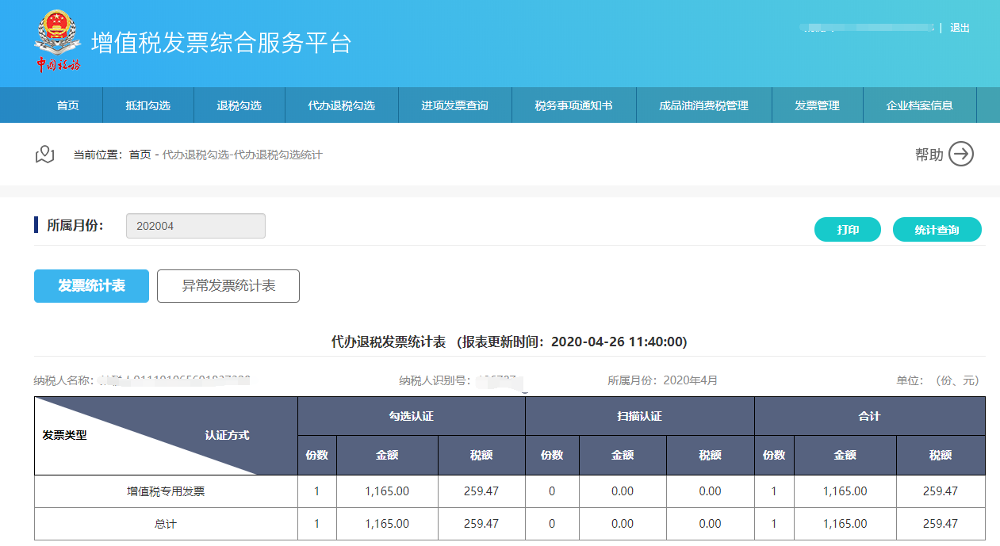 中国税务
增值税发票综合服务平台
| 退出
首页 抵扣勾选 退税勾选 代办退税勾选 进项发票查询 税务事项通知书 成品油消费税管理 发票管理 企业档案信息
当前位置：首页 - 代办退税勾选-代办退税勾选统计
帮助
所属月份： 202004
打印 统计查询
发票统计表 异常发票统计表
代办退税发票统计表 （报表更新时间：2020-04-26 11:40:00)
纳税人名称： 纳税人识别号： 所属月份：2020年4月 单位：（份、元）
发票类型 认证方式 勾选认证 扫描认证 合计
份数 金额 税额 份数 金额 税额 份数 金额 税额
增值税专用发票 1 1,165.00 259.47 0 0.00 0.00 1 1,165.00 259.47
总计 1 1,165.00 259.47 0 0.00 0.00 1 1,165.00 259.47